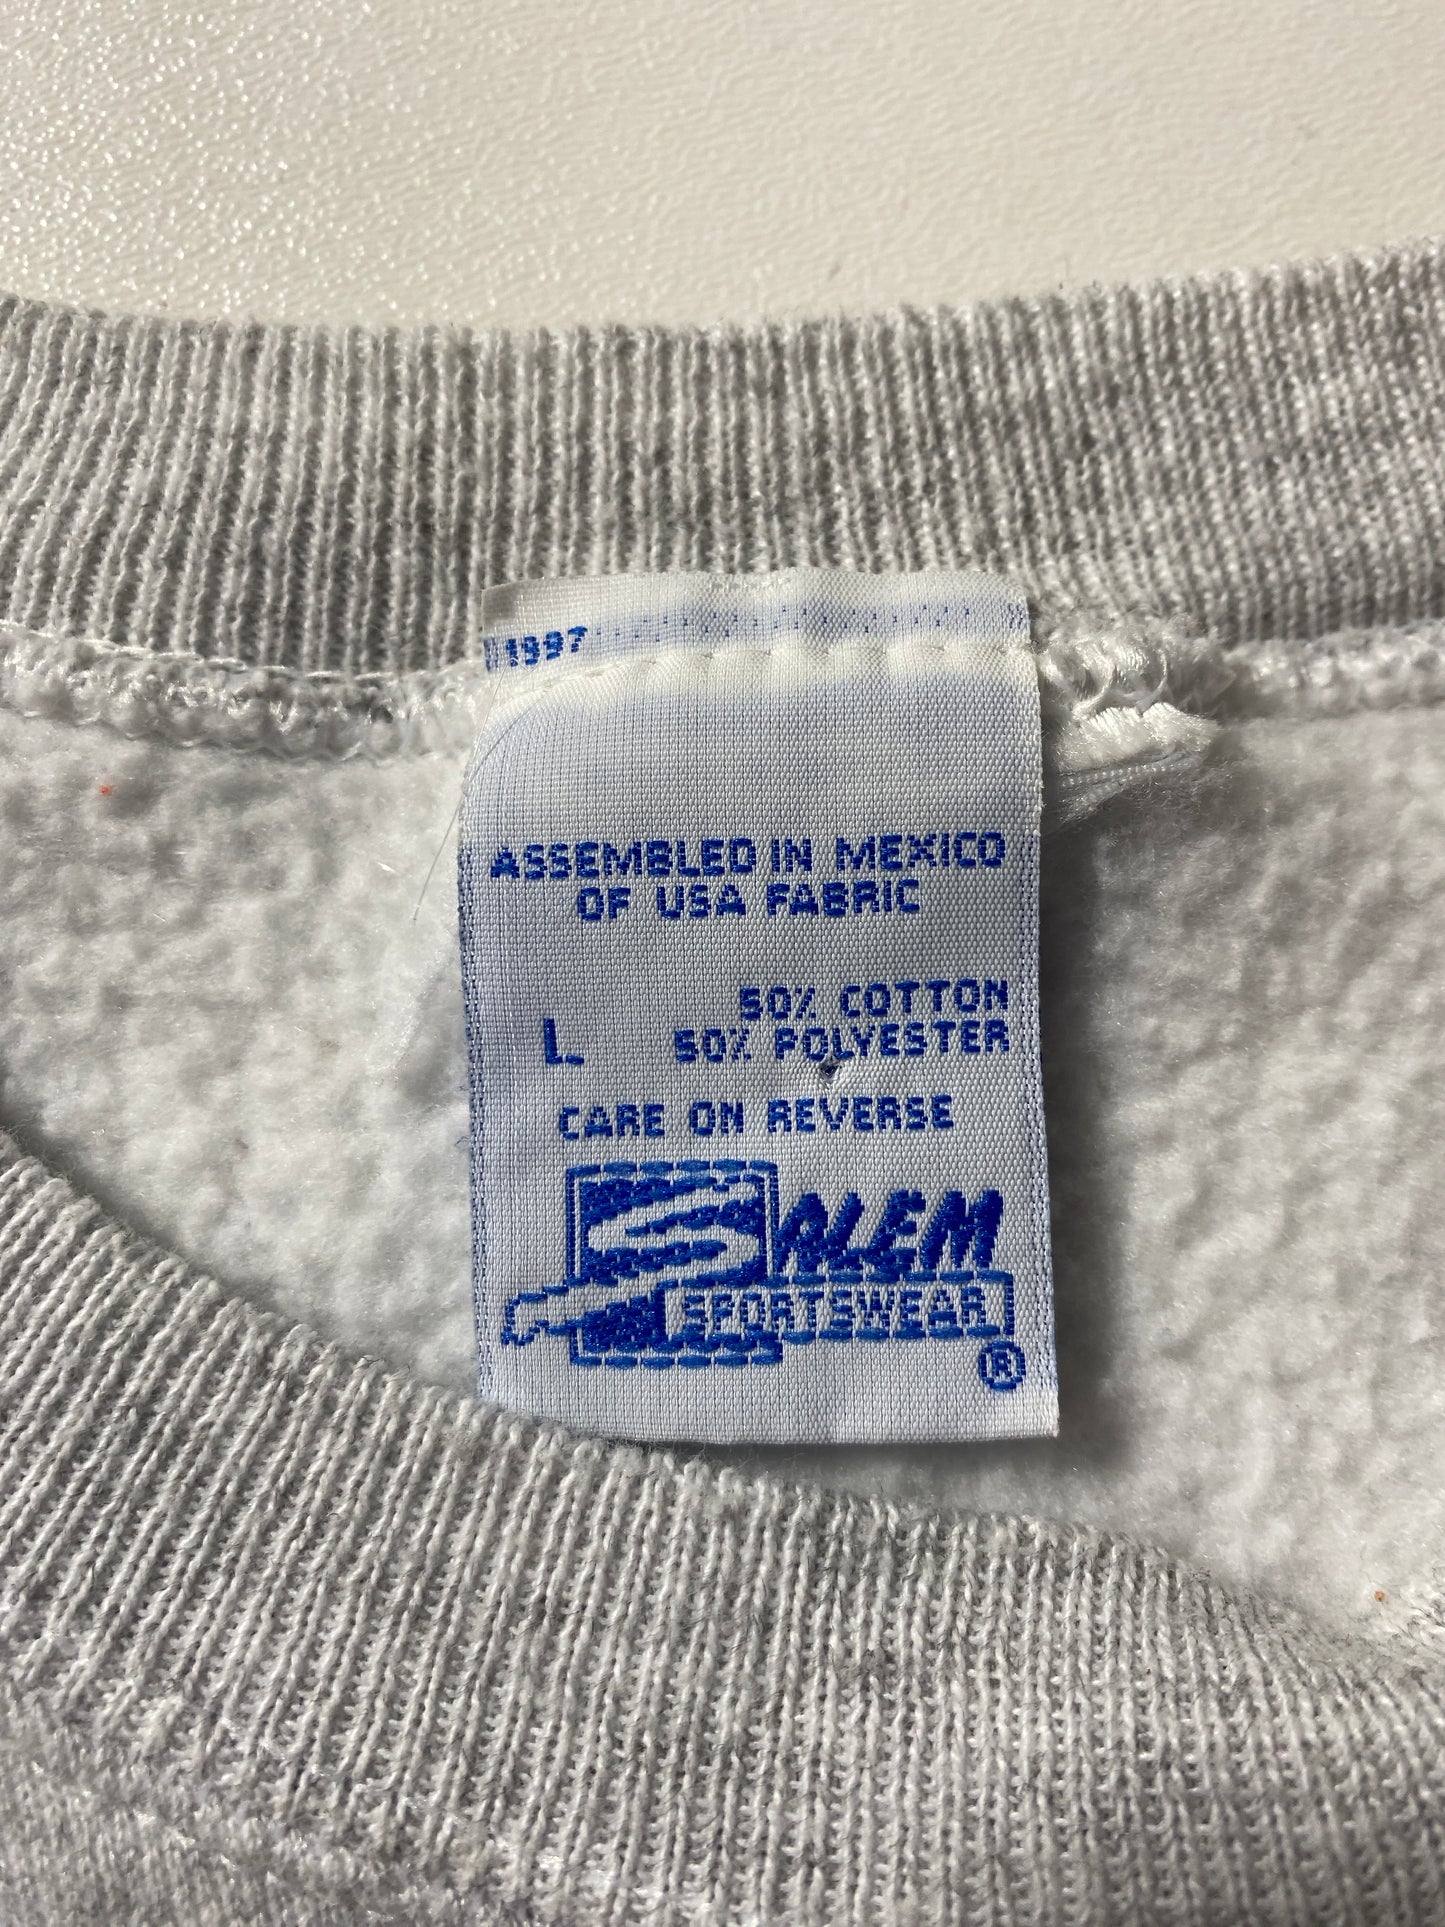 1997
ASSEMBLED IN MEXICO
OF USA FABRIC
50% COTTON
L 50% POLYESTER
CARE ON REVERSE
SALEM
SPORTSWEAR
®